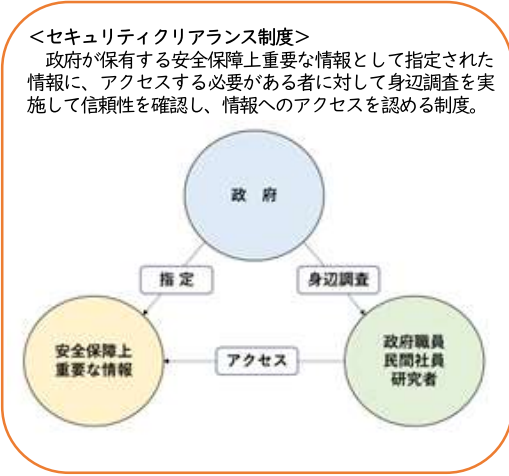 ＜セキュリティクリアランス制度＞
　政府が保有する安全保障上重要な情報として指定された
情報に、アクセスする必要がある者に対して身辺調査を実
施して信頼性を確認し、情報へのアクセスを認める制度。
政　府
指 定
身辺調査
安全保障上
重要な情報
アクセス
政府職員
民間社員
研究者